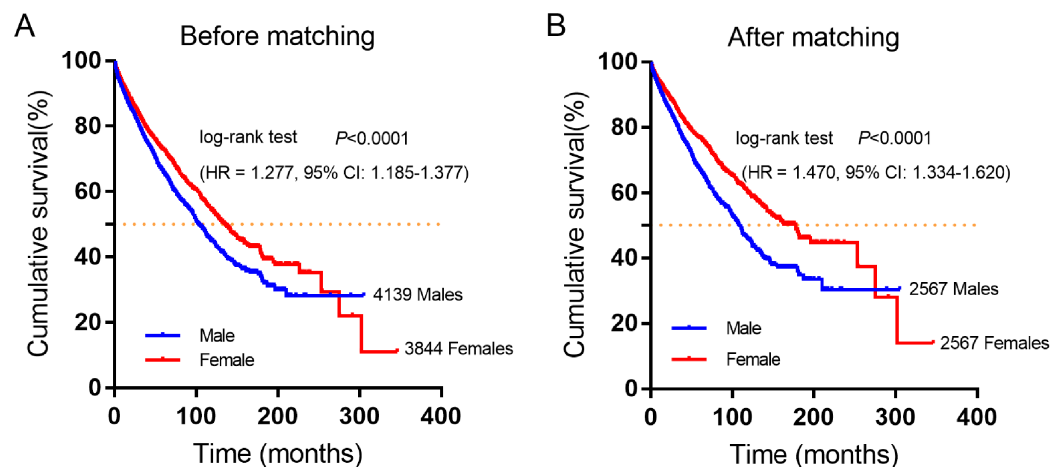 A
Before matching
Cumulative survival(%)
100
80
60
40
20
0
log-rank test P<0.0001
(HR = 1.277, 95% CI: 1.185-1.377)
4139 Males
3844 Females
Male
Female
0 100 200 300 400
Time (months)
B
After matching
Cumulative survival(%)
100
80
60
40
20
0
log-rank test P<0.0001
(HR = 1.470, 95% CI: 1.334-1.620)
2567 Males
2567 Females
Male
Female
0 100 200 300 400
Time (months)